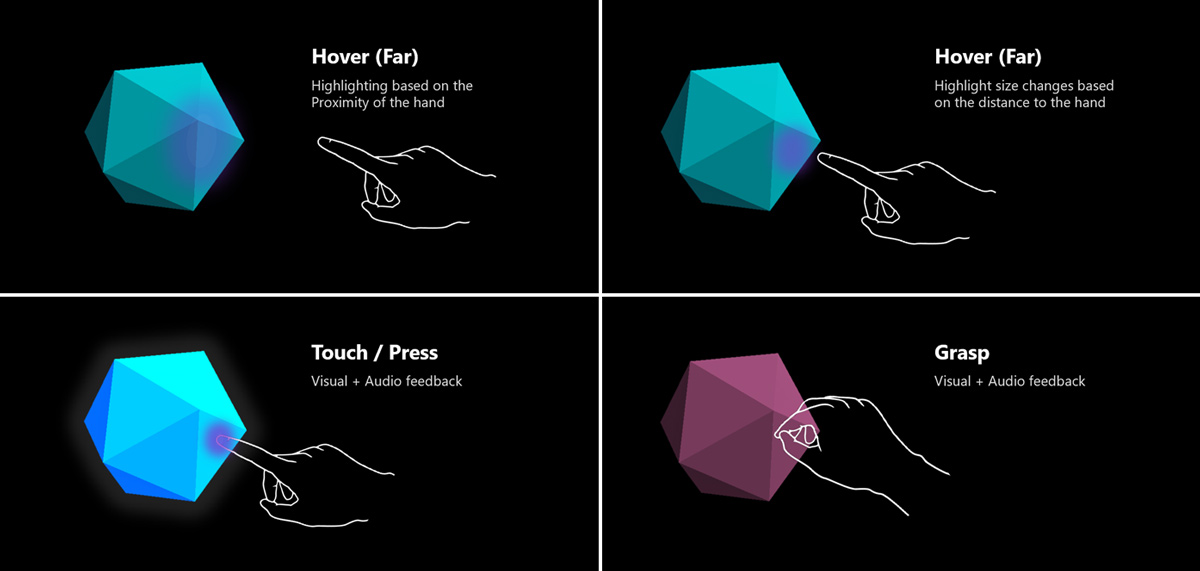 Hover (Far)
Highlighting based on the
Proximity of the hand
Hover (Far)
Highlight size changes based
on the distance to the hand
Touch / Press
Visual + Audio feedback
Grasp
Visual + Audio feedback